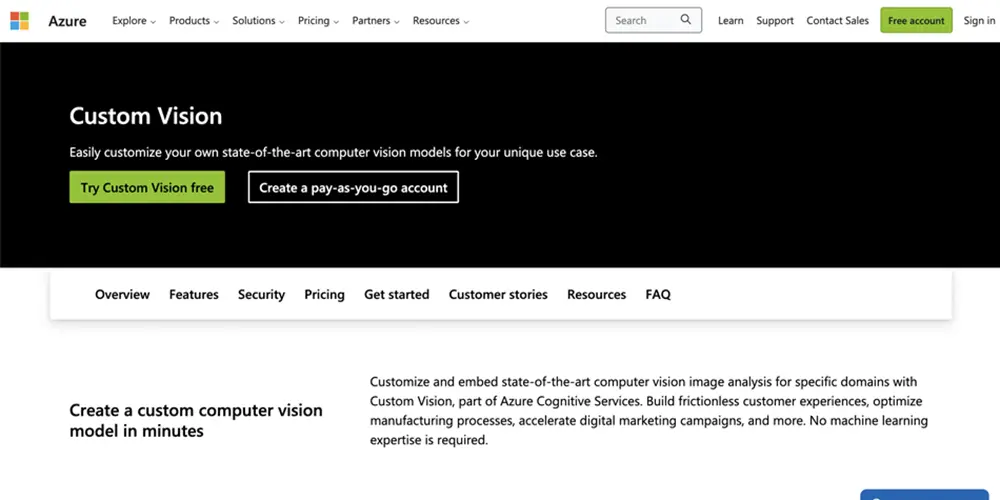 Azure Explore Products Solutions Pricing Partners Resources Search Learn Support Contact Sales Free account Sign in
Custom Vision
Easily customize your own state-of-the-art computer vision models for your unique use case.
Try Custom Vision free Create a pay-as-you-go account
Overview Features Security Pricing Get started Customer stories Resources FAQ
Create a custom computer vision
model in minutes
Customize and embed state-of-the-art computer vision image analysis for specific domains with
Custom Vision, part of Azure Cognitive Services. Build frictionless customer experiences, optimize
manufacturing processes, accelerate digital marketing campaigns, and more. No machine learning
expertise is required.